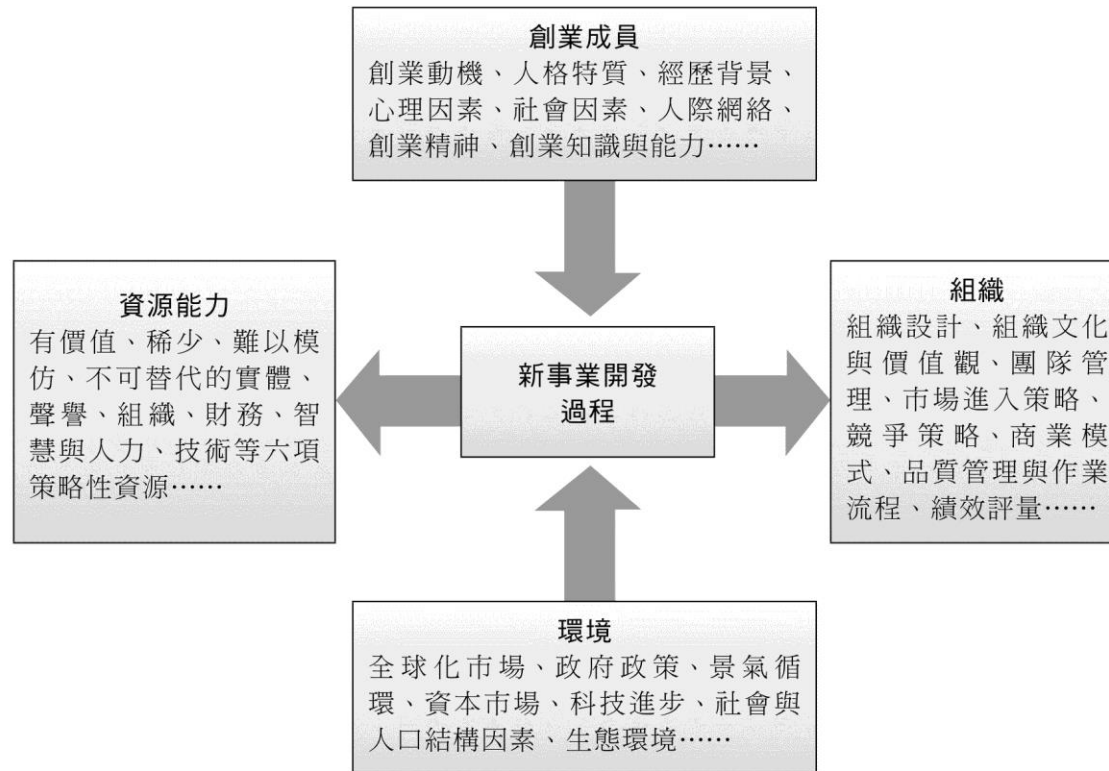 創業成員
創業動機、人格特質、經歷背景、
心理因素、社會因素、人際網絡、
創業精神、創業知識與能力……
資源能力
有價值、稀少、難以模
仿、不可替代的實體、
聲譽、組織、財務、智
慧與人力、技術等六項
策略性資源……
新事業開發
過程
組織
組織設計、組織文化
與價值觀、團隊管
理、市場進入策略、
競爭策略、商業模
式、品質管理與作業
流程、績效評量……
環境
全球化市場、政府政策、景氣循
環、資本市場、科技進步、社會與
人口結構因素、生態環境……